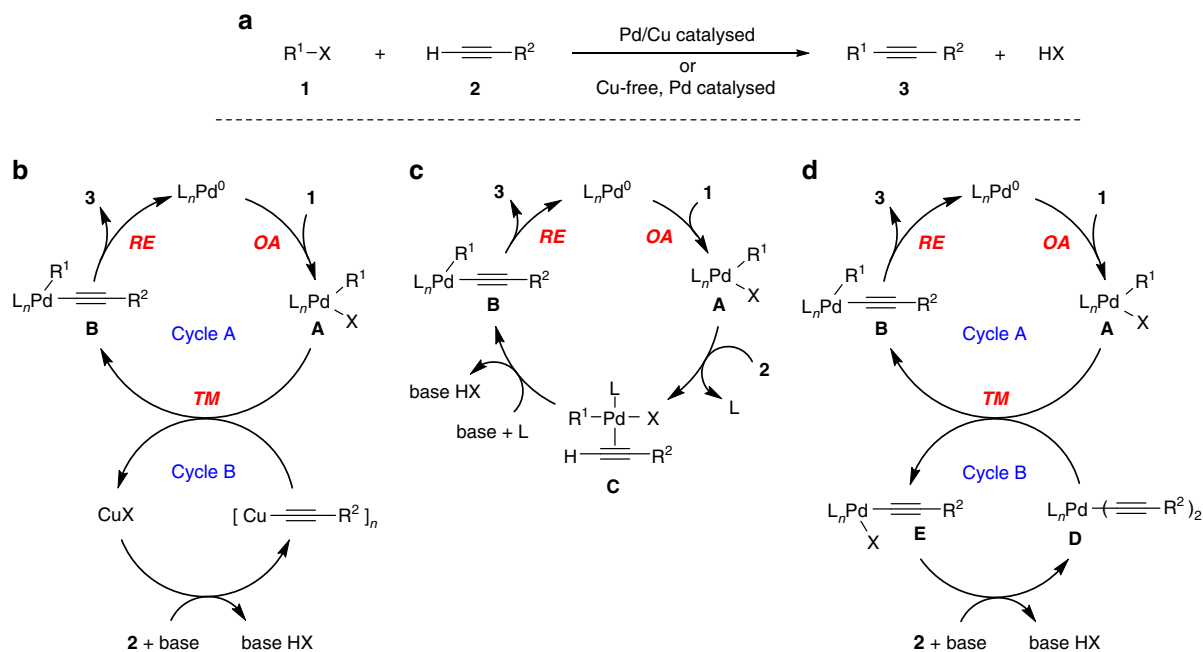 a
R¹–X + H≡R² Pd/Cu catalysed or Cu-free, Pd catalysed R¹≡R² + HX
1 2 3
b
LnPd⁰
3
1
RE
OA
R¹
LnPd≡R²
B
R¹
LnPd
X
A
Cycle A
TM
Cycle B
CuX
[ Cu≡R² ]n
2 + base
base HX
c
LnPd⁰
3
1
RE
OA
R¹
LnPd≡R²
B
R¹
LnPd
X
A
base HX
base + L
2
L
L
R¹–Pd–X
H≡R²
C
d
LnPd⁰
3
1
RE
OA
R¹
LnPd≡R²
B
R¹
LnPd
X
A
Cycle A
TM
Cycle B
LnPd≡R²
X
E
LnPd(≡R²)₂
D
2 + base
base HX